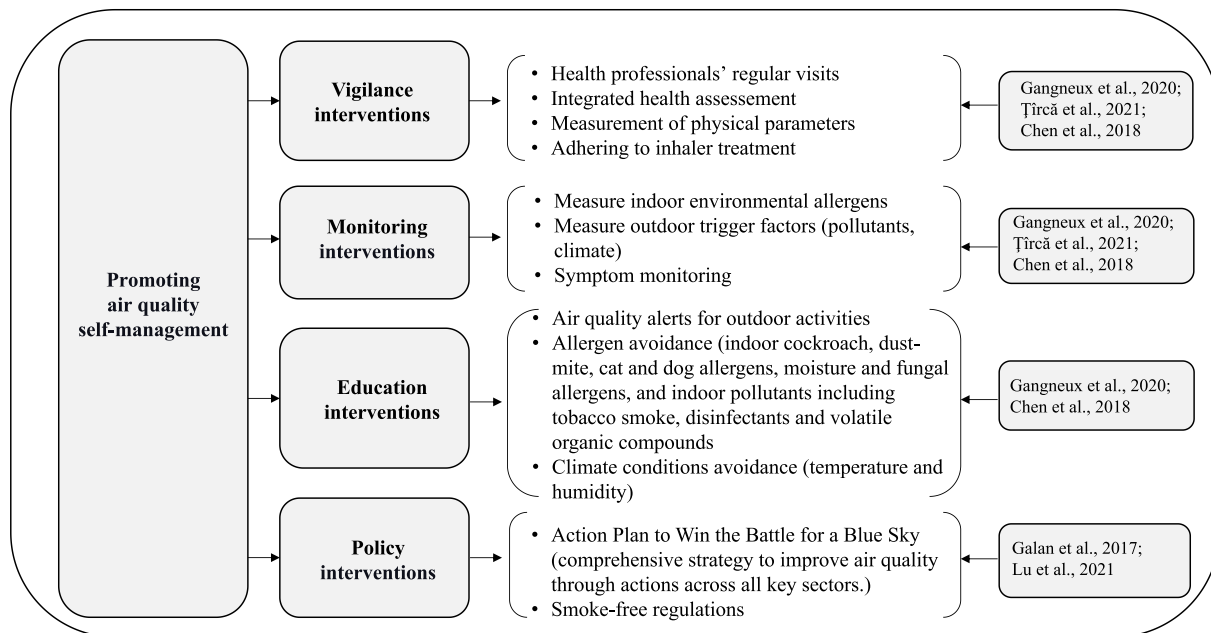 Promoting
air quality
self-management
Vigilance
interventions
• Health professionals’ regular visits
• Integrated health assessment
• Measurement of physical parameters
• Adhering to inhaler treatment
Gangneux et al., 2020;
Ţîrcă et al., 2021;
Chen et al., 2018
Monitoring
interventions
• Measure indoor environmental allergens
• Measure outdoor trigger factors (pollutants,
climate)
• Symptom monitoring
Gangneux et al., 2020;
Ţîrcă et al., 2021;
Chen et al., 2018
Education
interventions
• Air quality alerts for outdoor activities
• Allergen avoidance (indoor cockroach, dust-
mite, cat and dog allergens, moisture and fungal
allergens, and indoor pollutants including
tobacco smoke, disinfectants and volatile
organic compounds
• Climate conditions avoidance (temperature and
humidity)
Gangneux et al., 2020;
Chen et al., 2018
Policy
interventions
• Action Plan to Win the Battle for a Blue Sky
(comprehensive strategy to improve air quality
through actions across all key sectors.)
• Smoke-free regulations
Galan et al., 2017;
Lu et al., 2021